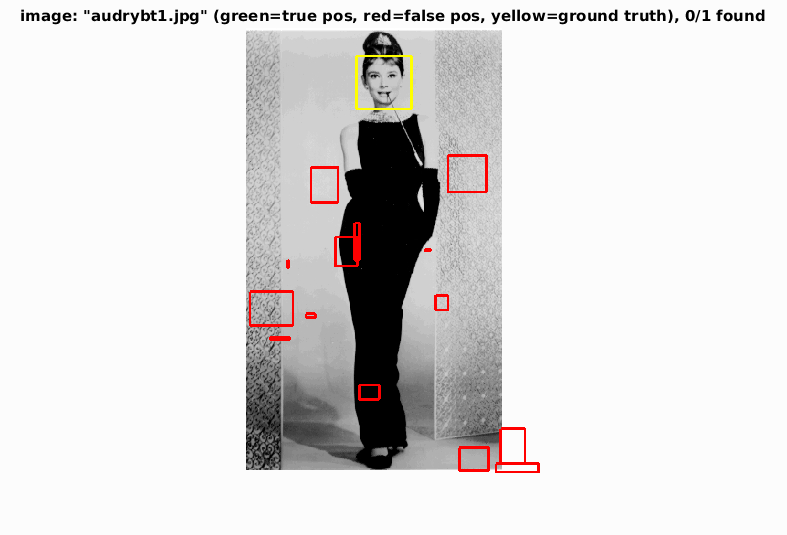 image: "audrybt1.jpg" (green=true pos, red=false pos, yellow=ground truth), 0/1 found